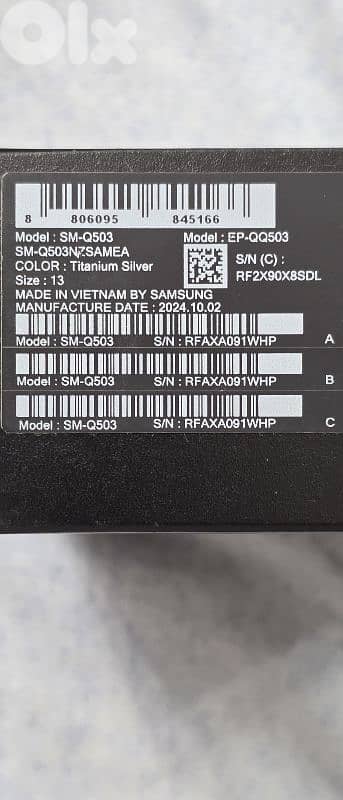 OLX
8 806095 845166
Model : SM-Q503 Model : EP-QQ503
SM-Q503NZSAMEA
COLOR : Titanium Silver
Size : 13
S/N (C) :
RF2X90X8SDL
MADE IN VIETNAM BY SAMSUNG
MANUFACTURE DATE : 2024.10.02
Model : SM-Q503 S/N : RFAXA091WHP A
Model : SM-Q503 S/N : RFAXA091WHP B
Model : SM-Q503 S/N : RFAXA091WHP C